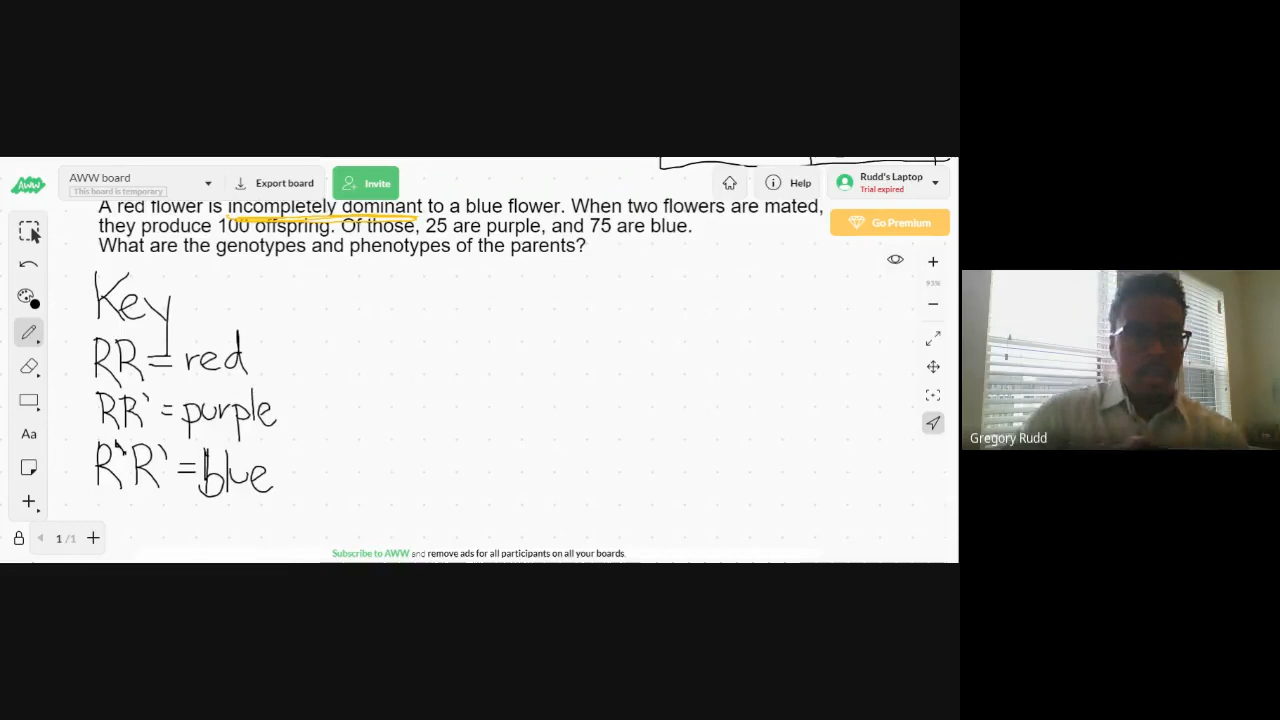 AWW
AWW board
This board is temporary
Export board
Invite
Help
Rudd's Laptop
Trial expired
Go Premium
A red flower is incompletely dominant to a blue flower. When two flowers are mated,
they produce 100 offspring. Of those, 25 are purple, and 75 are blue.
What are the genotypes and phenotypes of the parents?
93%
Key
RR = red
RR` = purple
R`R` = blue
Aa
1 / 1
Subscribe to AWW and remove ads for all participants on all your boards.
Gregory Rudd